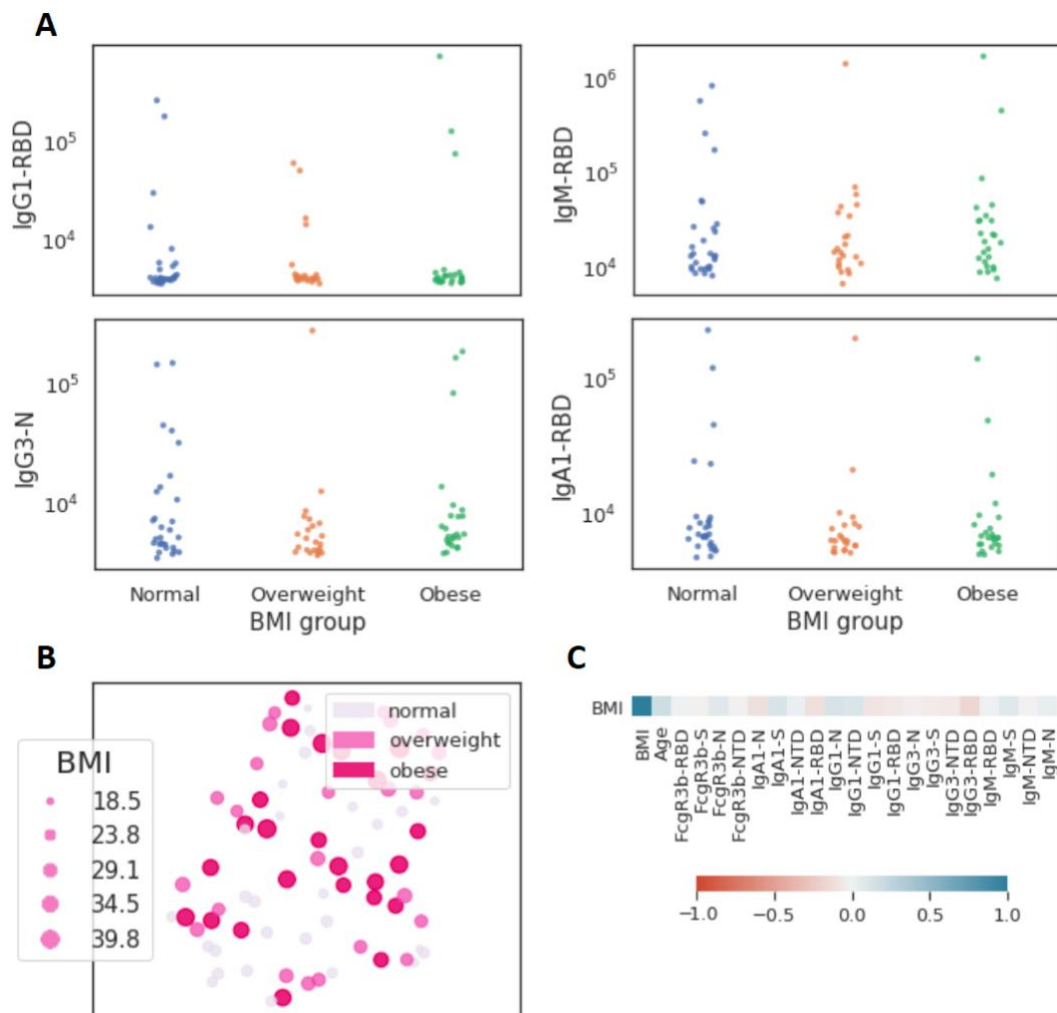 A
IgG1-RBD
10^5
10^4
IgM-RBD
10^6
10^5
10^4
IgG3-N
10^5
10^4
IgA1-RBD
10^5
10^4
Normal Overweight Obese
BMI group
Normal Overweight Obese
BMI group
B
normal
overweight
obese
BMI
18.5
23.8
29.1
34.5
39.8
C
BMI
BMI
Age
FcgR3b-RBD
FcgR3b-S
FcgR3b-N
FcgR3b-NTD
IgA1-N
IgA1-S
IgA1-NTD
IgA1-RBD
IgG1-N
IgG1-NTD
IgG1-S
IgG1-RBD
IgG3-N
IgG3-S
IgG3-NTD
IgG3-RBD
IgM-RBD
IgM-S
IgM-NTD
IgM-N
−1.0 −0.5 0.0 0.5 1.0